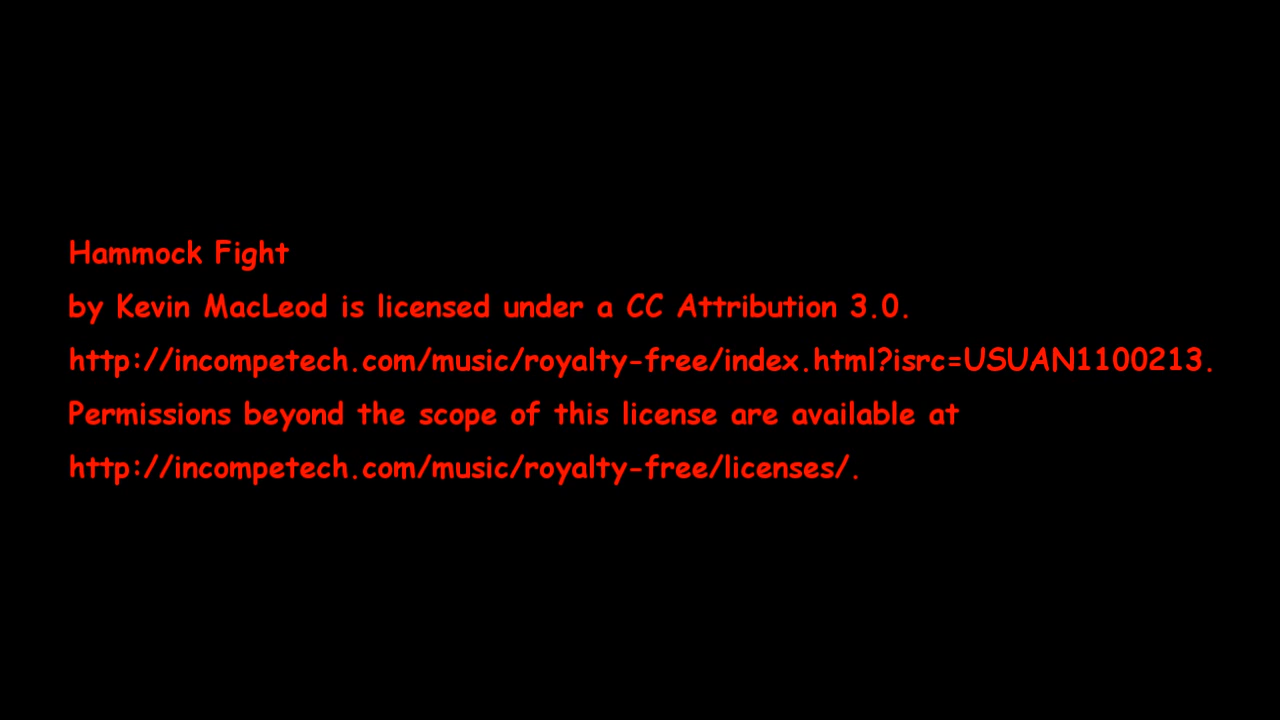 Hammock Fight
by Kevin MacLeod is licensed under a CC Attribution 3.0.
http://incompetech.com/music/royalty-free/index.html?isrc=USUAN1100213.
Permissions beyond the scope of this license are available at
http://incompetech.com/music/royalty-free/licenses/.